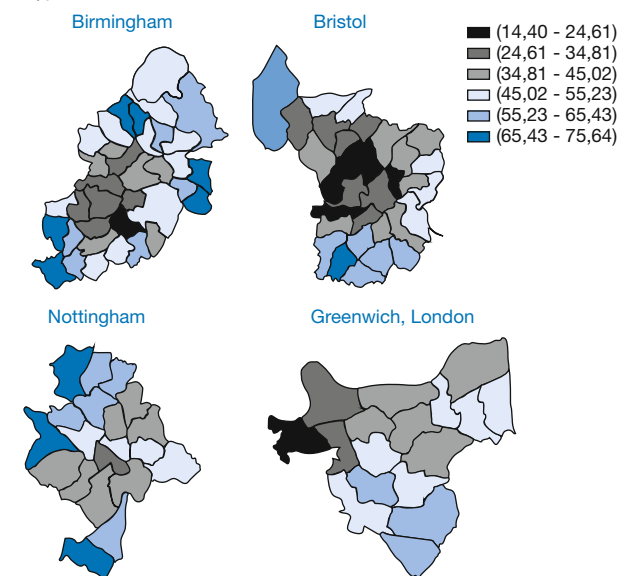 Birmingham
Bristol
(14,40 - 24,61)
(24,61 - 34,81)
(34,81 - 45,02)
(45,02 - 55,23)
(55,23 - 65,43)
(65,43 - 75,64)
Nottingham
Greenwich, London